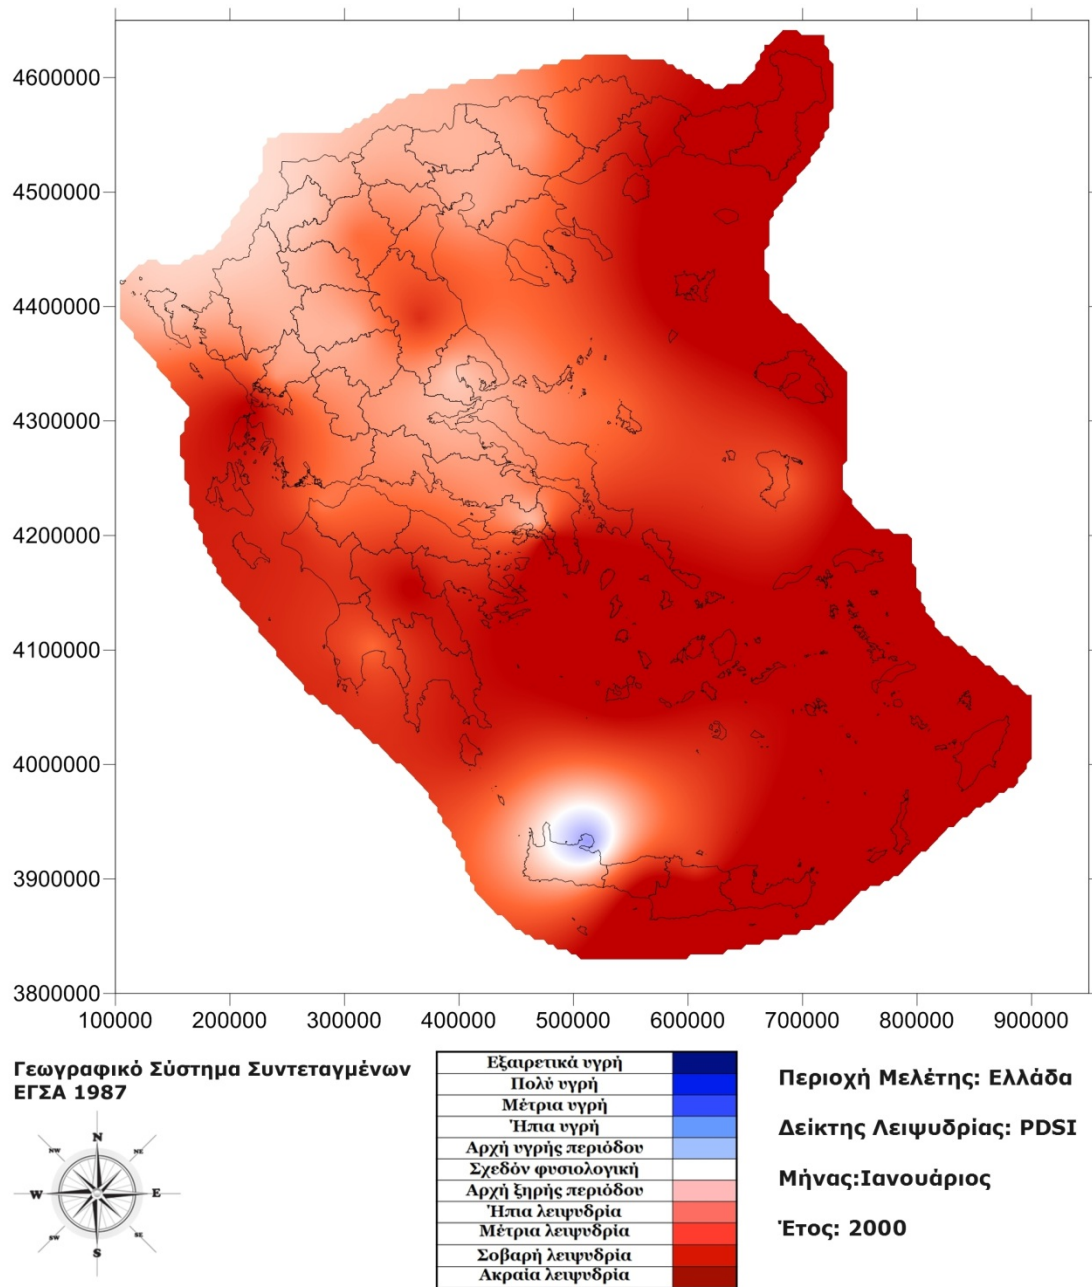 4600000
4500000
4400000
4300000
4200000
4100000
4000000
3900000
3800000
100000 200000 300000 400000 500000 600000 700000 800000 900000
Γεωγραφικό Σύστημα Συντεταγμένων
ΕΓΣΑ 1987
N
NW NE
W E
SW SE
S
Εξαιρετικά υγρή
Πολύ υγρή
Μέτρια υγρή
Ήπια υγρή
Αρχή υγρής περιόδου
Σχεδόν φυσιολογική
Αρχή ξηρής περιόδου
Ήπια λειψυδρία
Μέτρια λειψυδρία
Σοβαρή λειψυδρία
Ακραία λειψυδρία
Περιοχή Μελέτης: Ελλάδα
Δείκτης Λειψυδρίας: PDSI
Μήνας:Ιανουάριος
Έτος: 2000